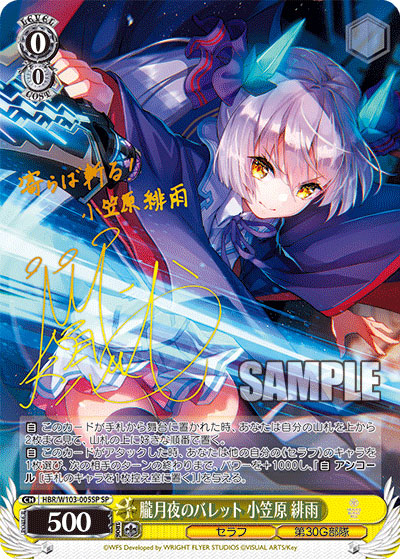 LEVEL
0
0
COST
寄らば斬る!
小笠原緋雨
SAMPLE
自 このカードが手札から舞台に置かれた時、あなたは自分の山札を上から
2枚まで見て、山札の上に好きな順番で置く。
自 このカードがアタックした時、あなたは他の自分の《セラフ》のキャラを
1枚選び、次の相手のターンの終わりまで、パワーを+1000し、『自 アンコール
[手札のキャラを1枚控え室に置く]』を与える。
CH HBR/W103-005SP SP
500
朧月夜のバレット 小笠原 緋雨
セラフ
第30G部隊
©WFS Developed by WRIGHT FLYER STUDIOS ©VISUAL ARTS/Key